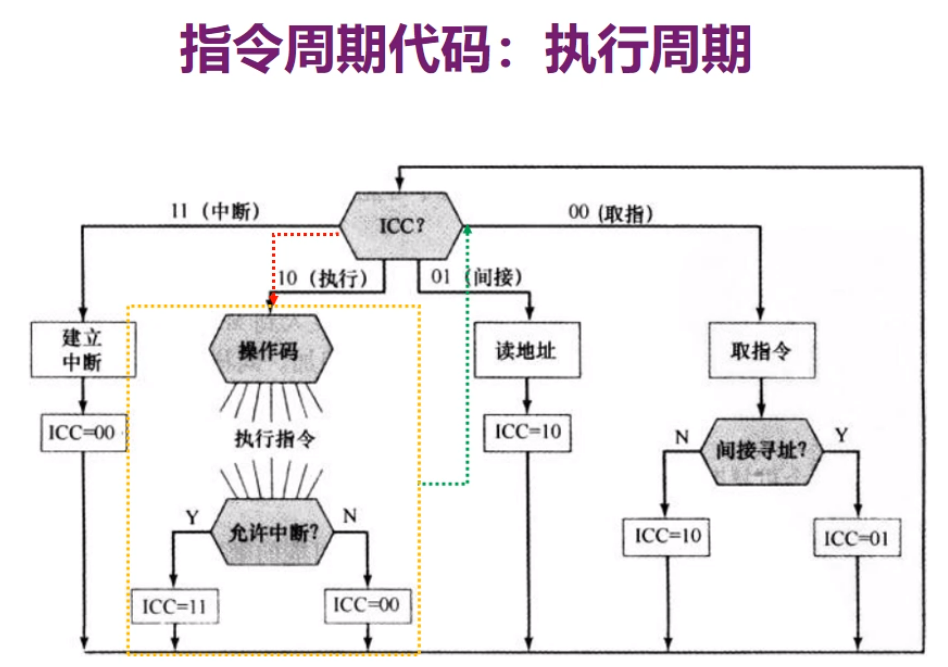 指令周期代码：执行周期
11（中断）
ICC?
00 (取指)
10（执行）
01（间接）
建立
中断
操作码
读地址
取指令
ICC=00
执行指令
ICC=10
N
间接寻址?
Y
Y
允许中断?
N
ICC=10
ICC=01
ICC=11
ICC=00